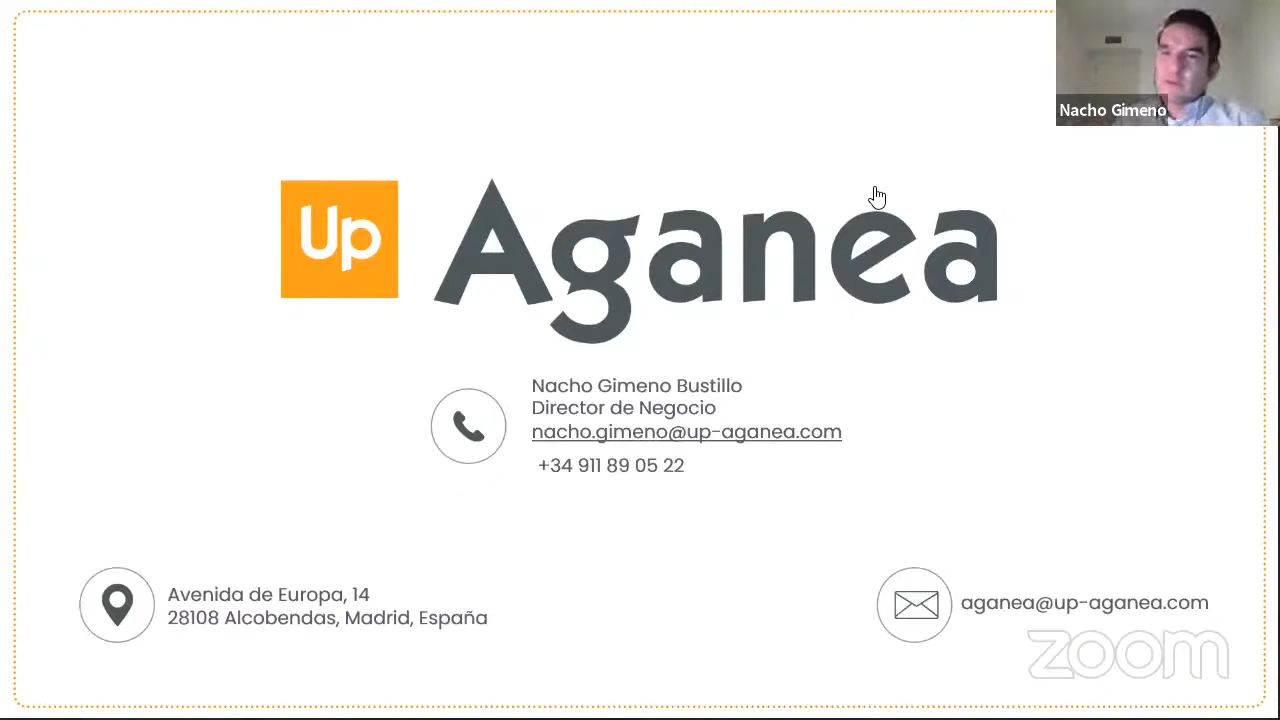 Nacho Gimeno
Up Aganea
Nacho Gimeno Bustillo
Director de Negocio
nacho.gimeno@up-aganea.com
+34 911 89 05 22
Avenida de Europa, 14
28108 Alcobendas, Madrid, España
aganea@up-aganea.com
zoom